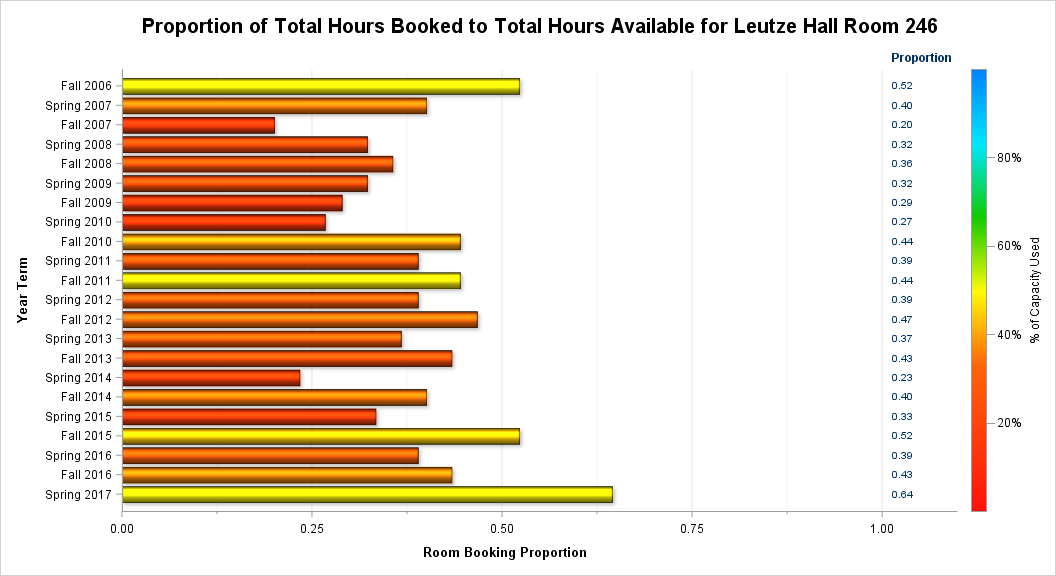 Proportion of Total Hours Booked to Total Hours Available for Leutze Hall Room 246
Proportion
Fall 2006 0.52
Spring 2007 0.40
Fall 2007 0.20
Spring 2008 0.32
80%
Fall 2008 0.36
Spring 2009 0.32
Fall 2009 0.29
Spring 2010 0.27
Fall 2010 0.44
60%
Spring 2011 0.39
Fall 2011 0.44
Spring 2012 0.39
Fall 2012 0.47
Spring 2013 0.37
40%
Fall 2013 0.43
Spring 2014 0.23
Fall 2014 0.40
Spring 2015 0.33
20%
Fall 2015 0.52
Spring 2016 0.39
Fall 2016 0.43
Spring 2017 0.64
Year Term
% of Capacity Used
0.00 0.25 0.50 0.75 1.00
Room Booking Proportion